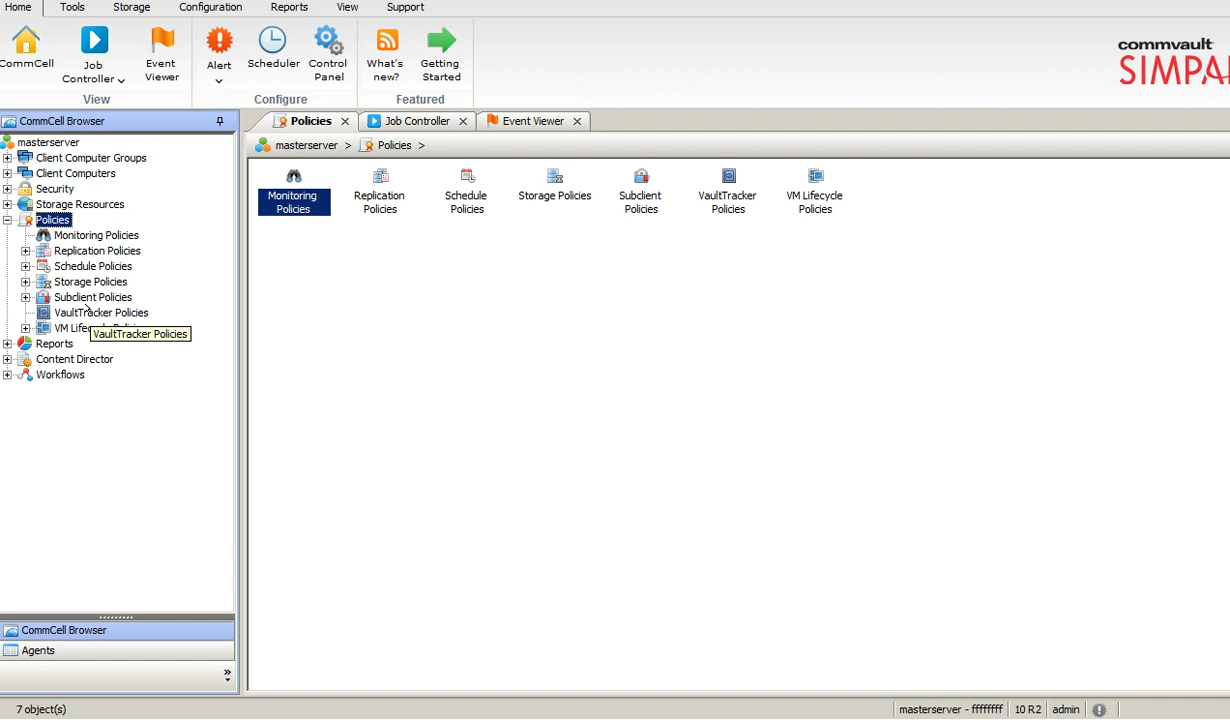 Home Tools Storage Configuration Reports View Support
CommCell
Job
Controller
Event
Viewer
Alert
Scheduler
Control
Panel
What's
new?
Getting
Started
View Configure Featured
commvault
CommCell Browser
Policies Job Controller Event Viewer
masterserver > Policies >
masterserver
Client Computer Groups
Client Computers
Security
Storage Resources
Policies
Monitoring Policies
Replication Policies
Schedule Policies
Storage Policies
Subclient Policies
VaultTracker Policies
VM Lifec
VaultTracker Policies
Reports
Content Director
Workflows
Monitoring
Policies
Replication
Policies
Schedule
Policies
Storage Policies
Subclient
Policies
VaultTracker
Policies
VM Lifecycle
Policies
CommCell Browser
Agents
7 object(s)
masterserver - ffffffff 10 R2 admin